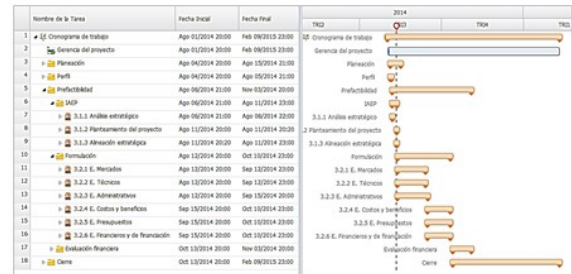 Nombre de la Tarea Fecha Inicial Fecha Final
1 Cronograma de trabajo Ago 01/2014 20:00 Feb 09/2015 23:00
2 Gerencia del proyecto Ago 01/2014 20:00 Feb 09/2015 23:00
3 Planeación Ago 04/2014 20:00 Ago 15/2014 21:00
4 Perfil Ago 04/2014 20:00 Ago 05/2014 21:00
5 Prefactibilidad Ago 06/2014 21:00 Nov 03/2014 20:00
6 IAEP Ago 06/2014 21:00 Ago 11/2014 23:00
7 3.1.1 Análisis estratégico Ago 06/2014 21:00 Ago 06/2014 22:00
8 3.1.2 Planteamiento del proyecto Ago 11/2014 20:00 Ago 11/2014 20:20
9 3.1.3 Alineación estratégico Ago 11/2014 20:20 Ago 11/2014 23:00
10 Formulación Ago 12/2014 20:00 Oct 10/2014 23:00
11 3.2.1 E. Mercados Ago 12/2014 20:00 Sep 12/2014 23:00
12 3.2.2 E. Técnicos Ago 12/2014 20:00 Sep 12/2014 23:00
13 3.2.3 E. Administrativos Ago 12/2014 20:00 Sep 12/2014 23:00
14 3.2.4 E. Costos y beneficios Sep 15/2014 20:00 Oct 10/2014 23:00
15 3.2.5 E. Presupuestos Sep 15/2014 20:00 Oct 10/2014 23:00
16 3.2.6 E. Financieros y de financiación Sep 15/2014 20:00 Oct 10/2014 23:00
17 Evaluación financiera Oct 13/2014 20:00 Nov 03/2014 20:00
18 Cierre Oct 13/2014 20:00 Feb 09/2015 23:00
2014
TRI2 TRI3 TRI4 TRI1
Cronograma de trabajo
Gerencia del proyecto
Planeación
Perfil
Prefactibilidad
IAEP
3.1.1 Análisis estratégico
.2 Planteamiento del proyecto
3.1.3 Alineación estratégico
Formulación
3.2.1 E. Mercados
3.2.2 E. Técnicos
3.2.3 E. Administrativos
3.2.4 E. Costos y beneficios
3.2.5 E. Presupuestos
3.2.6 E. Financieros y de financiación
Evaluación financiera
Cierre